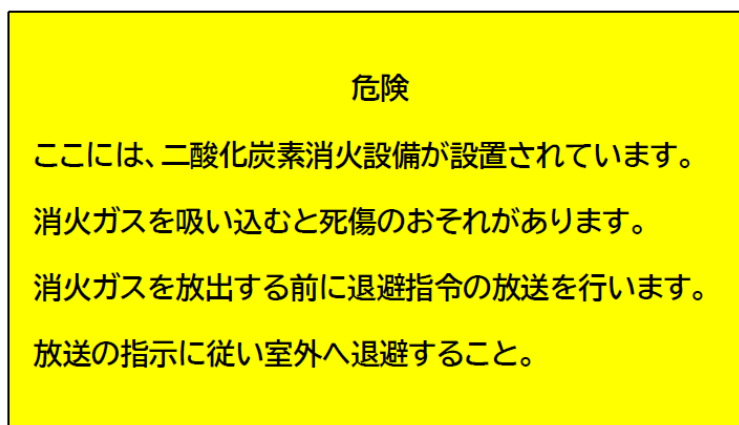 危険
ここには、二酸化炭素消火設備が設置されています。
消火ガスを吸い込むと死傷のおそれがあります。
消火ガスを放出する前に退避指令の放送を行います。
放送の指示に従い室外へ退避すること。